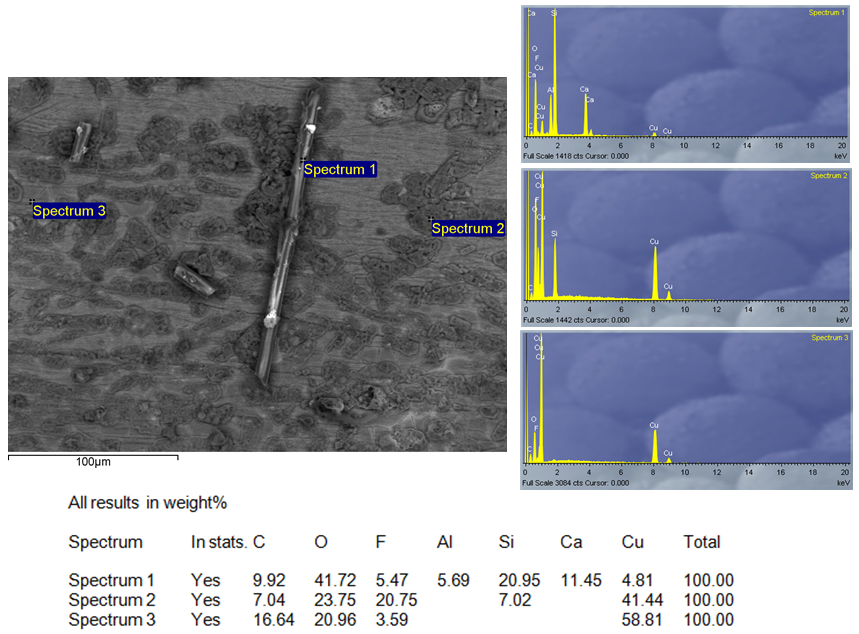 Spectrum 1
Ca
Si
O
F
Cu
Ca
Al
Cu
Cu
C
Ca
Ca
Cu
Cu
0 2 4 6 8 10 12 14 16 18 20
Full Scale 1418 cts Cursor: 0.000 keV
Spectrum 1
Spectrum 3
Spectrum 2
100µm
Spectrum 2
Cu
Cu
F
O
Cu
C
Si
Cu
Cu
0 2 4 6 8 10 12 14 16 18 20
Full Scale 1442 cts Cursor: 0.000 keV
Spectrum 3
Cu
Cu
Cu
O
F
C
Cu
Cu
0 2 4 6 8 10 12 14 16 18 20
Full Scale 3084 cts Cursor: 0.000 keV
All results in weight%
Spectrum In stats. C O F Al Si Ca Cu Total
Spectrum 1 Yes 9.92 41.72 5.47 5.69 20.95 11.45 4.81 100.00
Spectrum 2 Yes 7.04 23.75 20.75 7.02 41.44 100.00
Spectrum 3 Yes 16.64 20.96 3.59 58.81 100.00